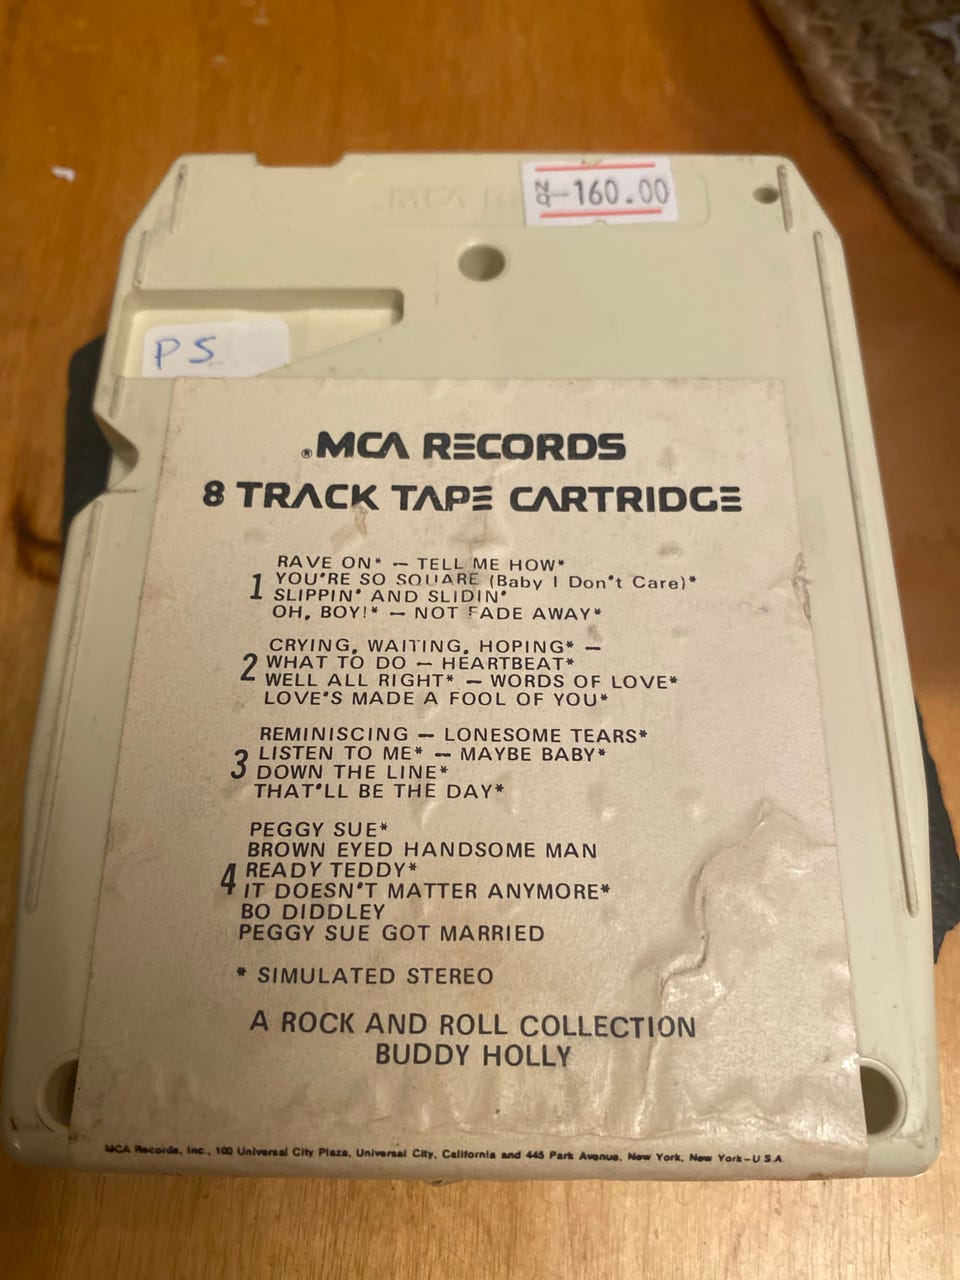 MCA RE
NQ-160.00
PS
®.MCA RECORDS
8 TRACK TAPE CARTRIDGE
1
RAVE ON* — TELL ME HOW*
YOU'RE SO SQUARE (Baby I Don't Care)*
SLIPPIN' AND SLIDIN'
OH, BOY!* — NOT FADE AWAY*
2
CRYING, WAITING, HOPING* —
WHAT TO DO — HEARTBEAT*
WELL ALL RIGHT* — WORDS OF LOVE*
LOVE'S MADE A FOOL OF YOU*
3
REMINISCING — LONESOME TEARS*
LISTEN TO ME* — MAYBE BABY*
DOWN THE LINE*
THAT'LL BE THE DAY*
4
PEGGY SUE*
BROWN EYED HANDSOME MAN
READY TEDDY*
IT DOESN'T MATTER ANYMORE*
BO DIDDLEY
PEGGY SUE GOT MARRIED
* SIMULATED STEREO
A ROCK AND ROLL COLLECTION
BUDDY HOLLY
MCA Records, Inc., 100 Universal City Plaza, Universal City, California and 445 Park Avenue, New York, New York—U S A